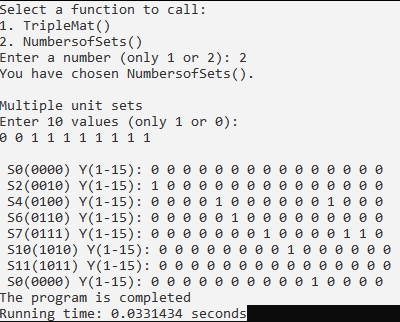 Select a function to call:
1. TripleMat()
2. NumbersofSets()
Enter a number (only 1 or 2): 2
You have chosen NumbersofSets().
Multiple unit sets
Enter 10 values (only 1 or 0):
0 0 1 1 1 1 1 1 1 1
S0(0000) Y(1-15): 0 0 0 0 0 0 0 0 0 0 0 0 0 0 0
S2(0010) Y(1-15): 1 0 0 0 0 0 0 0 0 0 0 0 0 0 0
S4(0100) Y(1-15): 0 0 0 0 1 0 0 0 0 0 0 1 0 0 0
S6(0110) Y(1-15): 0 0 0 0 0 1 0 0 0 0 0 0 0 0 0
S7(0111) Y(1-15): 0 0 0 0 0 0 0 1 0 0 0 0 1 1 0
S10(1010) Y(1-15): 0 0 0 0 0 0 0 0 1 0 0 0 0 0 0
S11(1011) Y(1-15): 0 0 0 0 0 0 0 0 0 0 0 0 0 0 0
S0(0000) Y(1-15): 0 0 0 0 0 0 0 0 0 0 1 0 0 0 0
The program is completed
Running time: 0.0331434 seconds